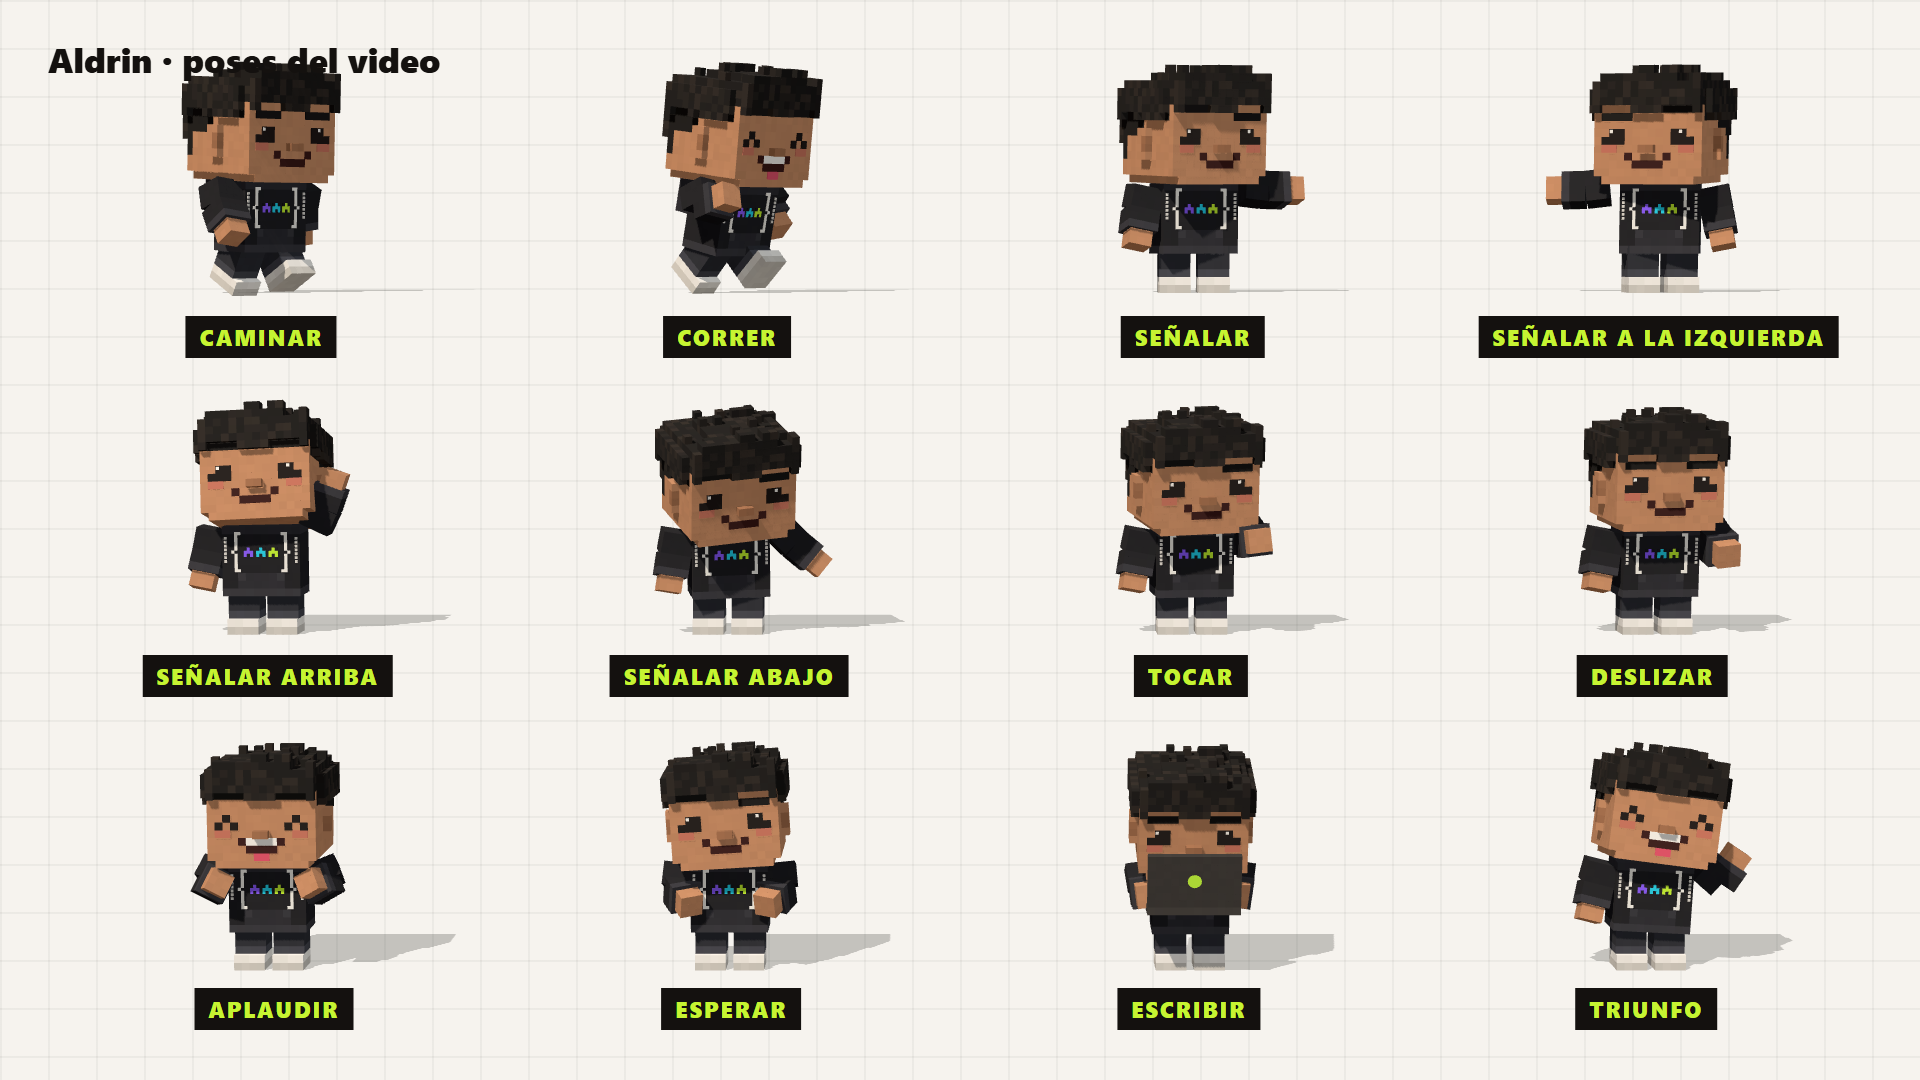 Aldrin · poses del video
CAMINAR
CORRER
SEÑALAR
SEÑALAR A LA IZQUIERDA
SEÑALAR ARRIBA
SEÑALAR ABAJO
TOCAR
DESLIZAR
APLAUDIR
ESPERAR
ESCRIBIR
TRIUNFO